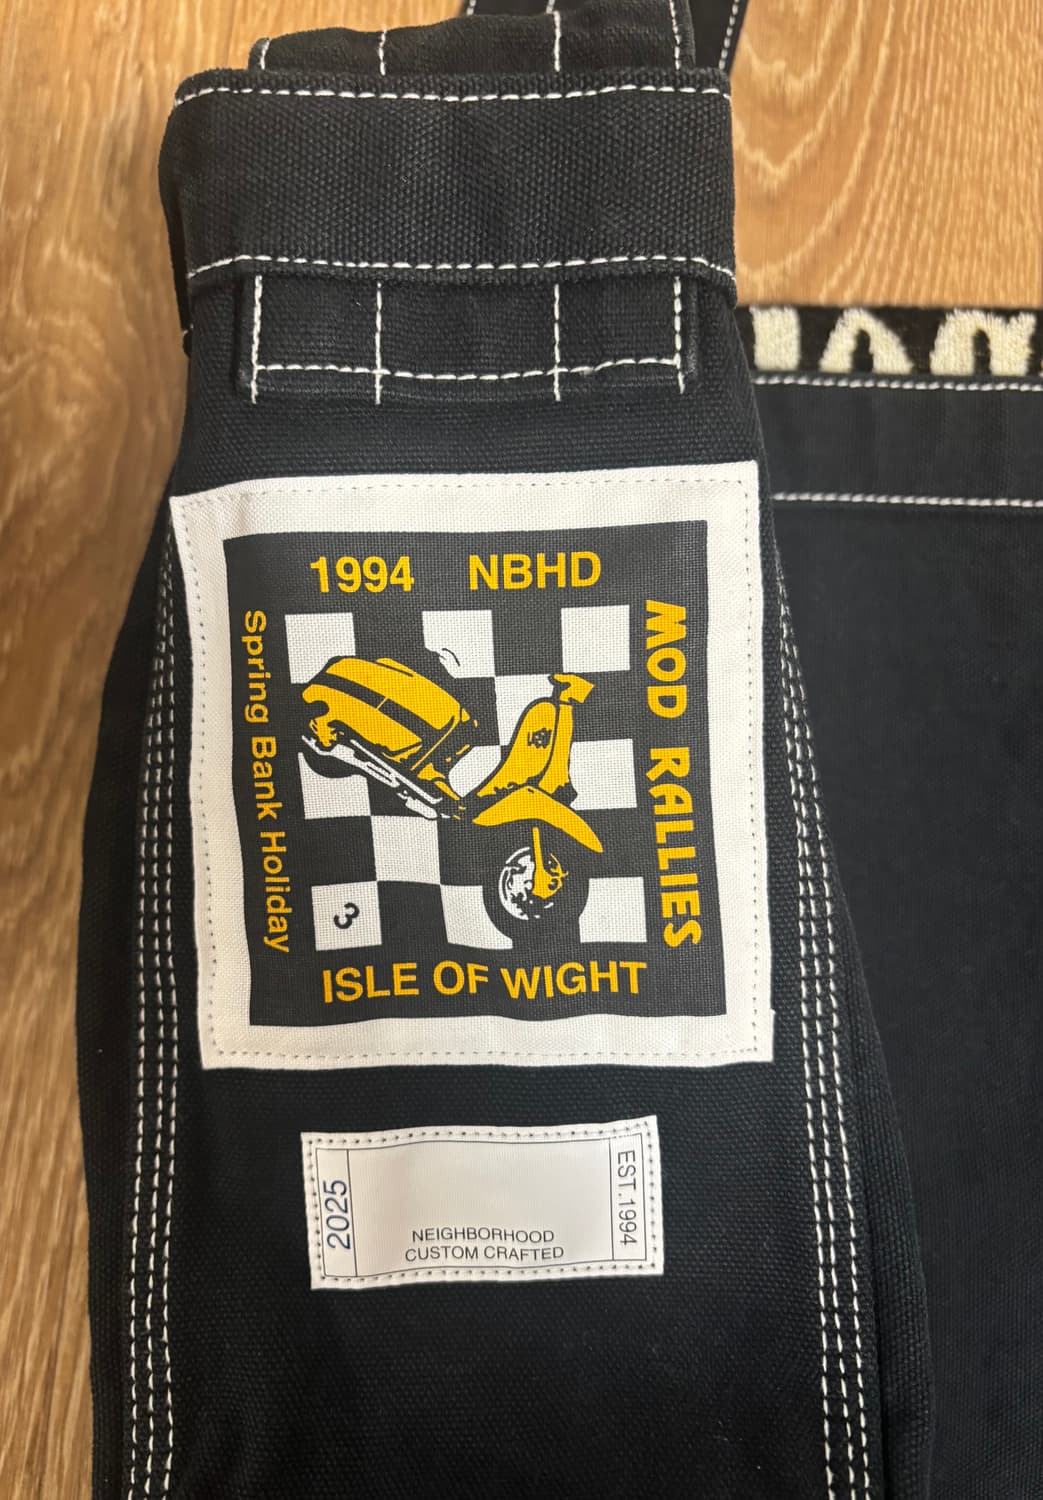 1994 NBHD
Spring Bank Holiday
MOD RALLIES
3
ISLE OF WIGHT
2025
NEIGHBORHOOD
CUSTOM CRAFTED
EST.1994